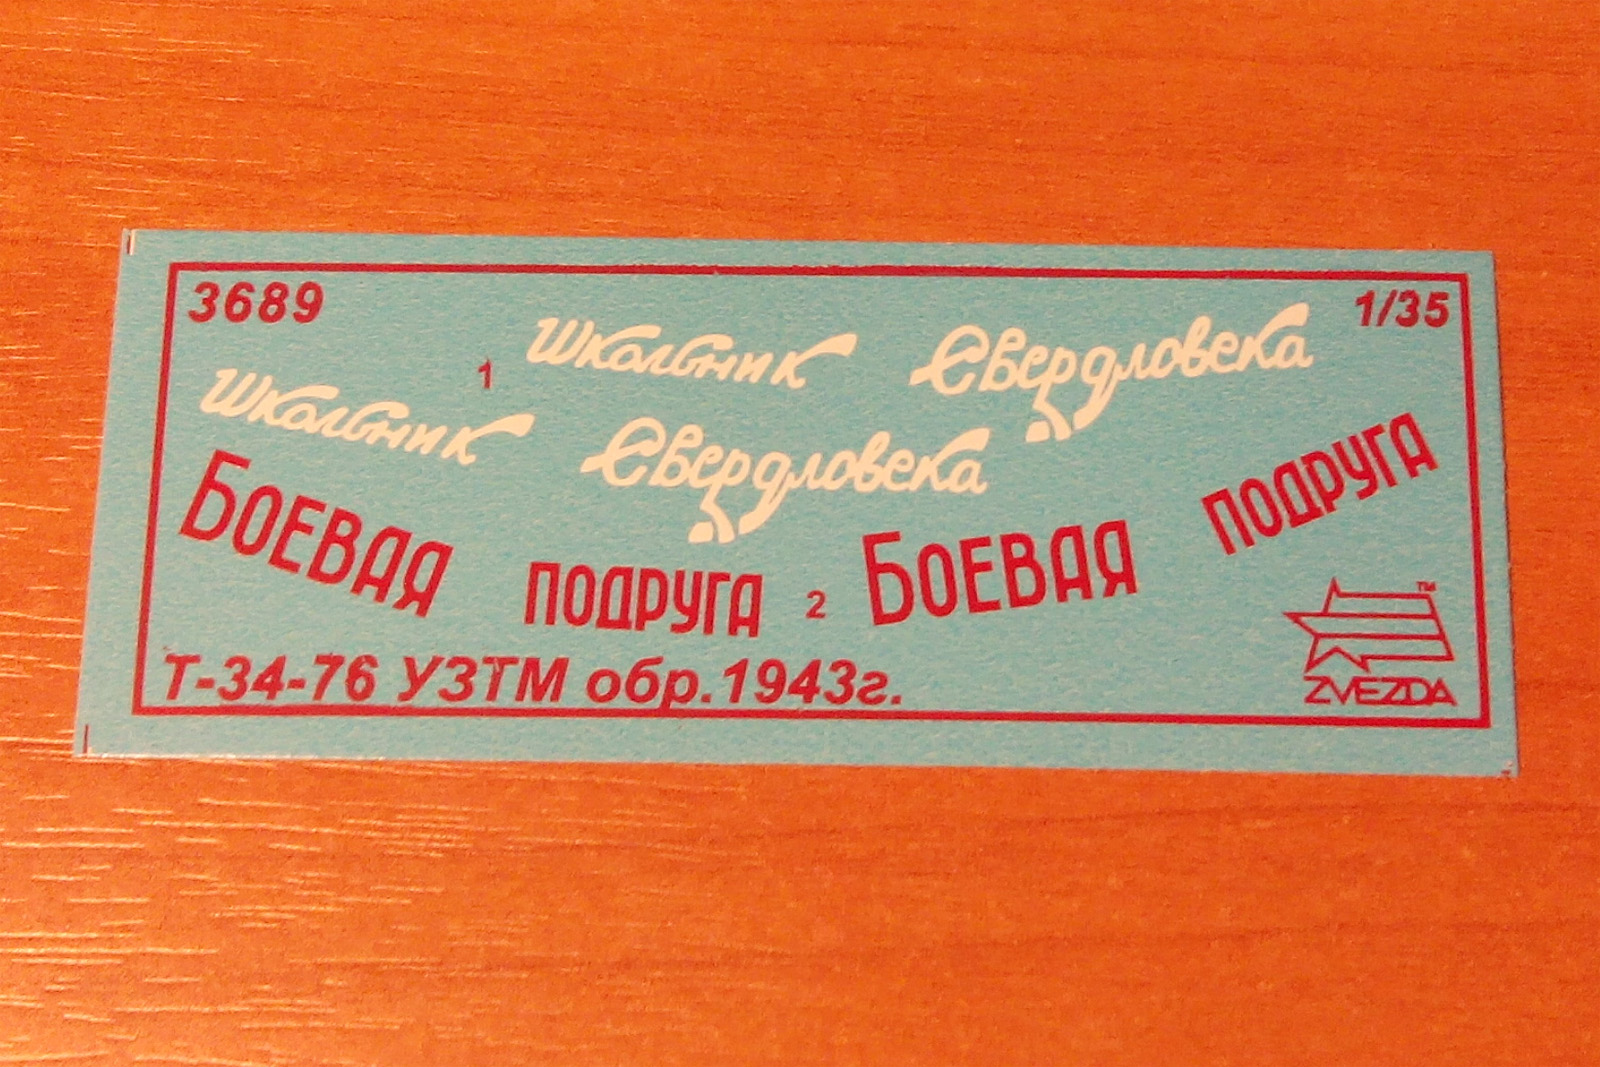 3689
1/35
1
Школьник Свердловска
Школьник Свердловска
Боевая подруга
2
Боевая подруга
Т-34-76 УЗТМ обр.1943г.
TM
ZVEZDA